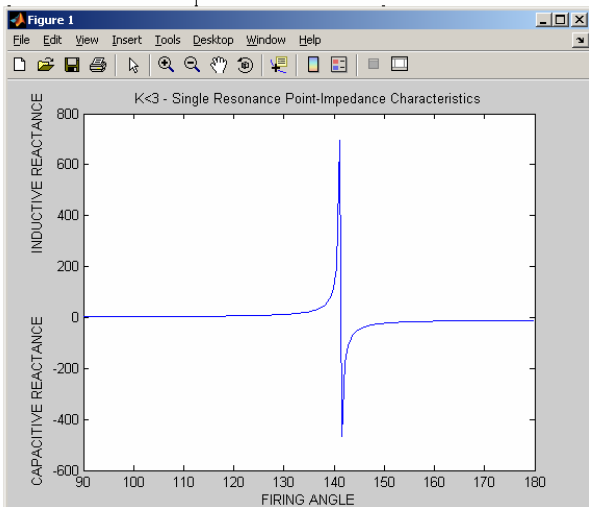 Figure 1
File Edit View Insert Tools Desktop Window Help
K<3 - Single Resonance Point-Impedance Characteristics
INDUCTIVE REACTANCE
CAPACITIVE REACTANCE
800
600
400
200
0
-200
-400
-600
90 100 110 120 130 140 150 160 170 180
FIRING ANGLE